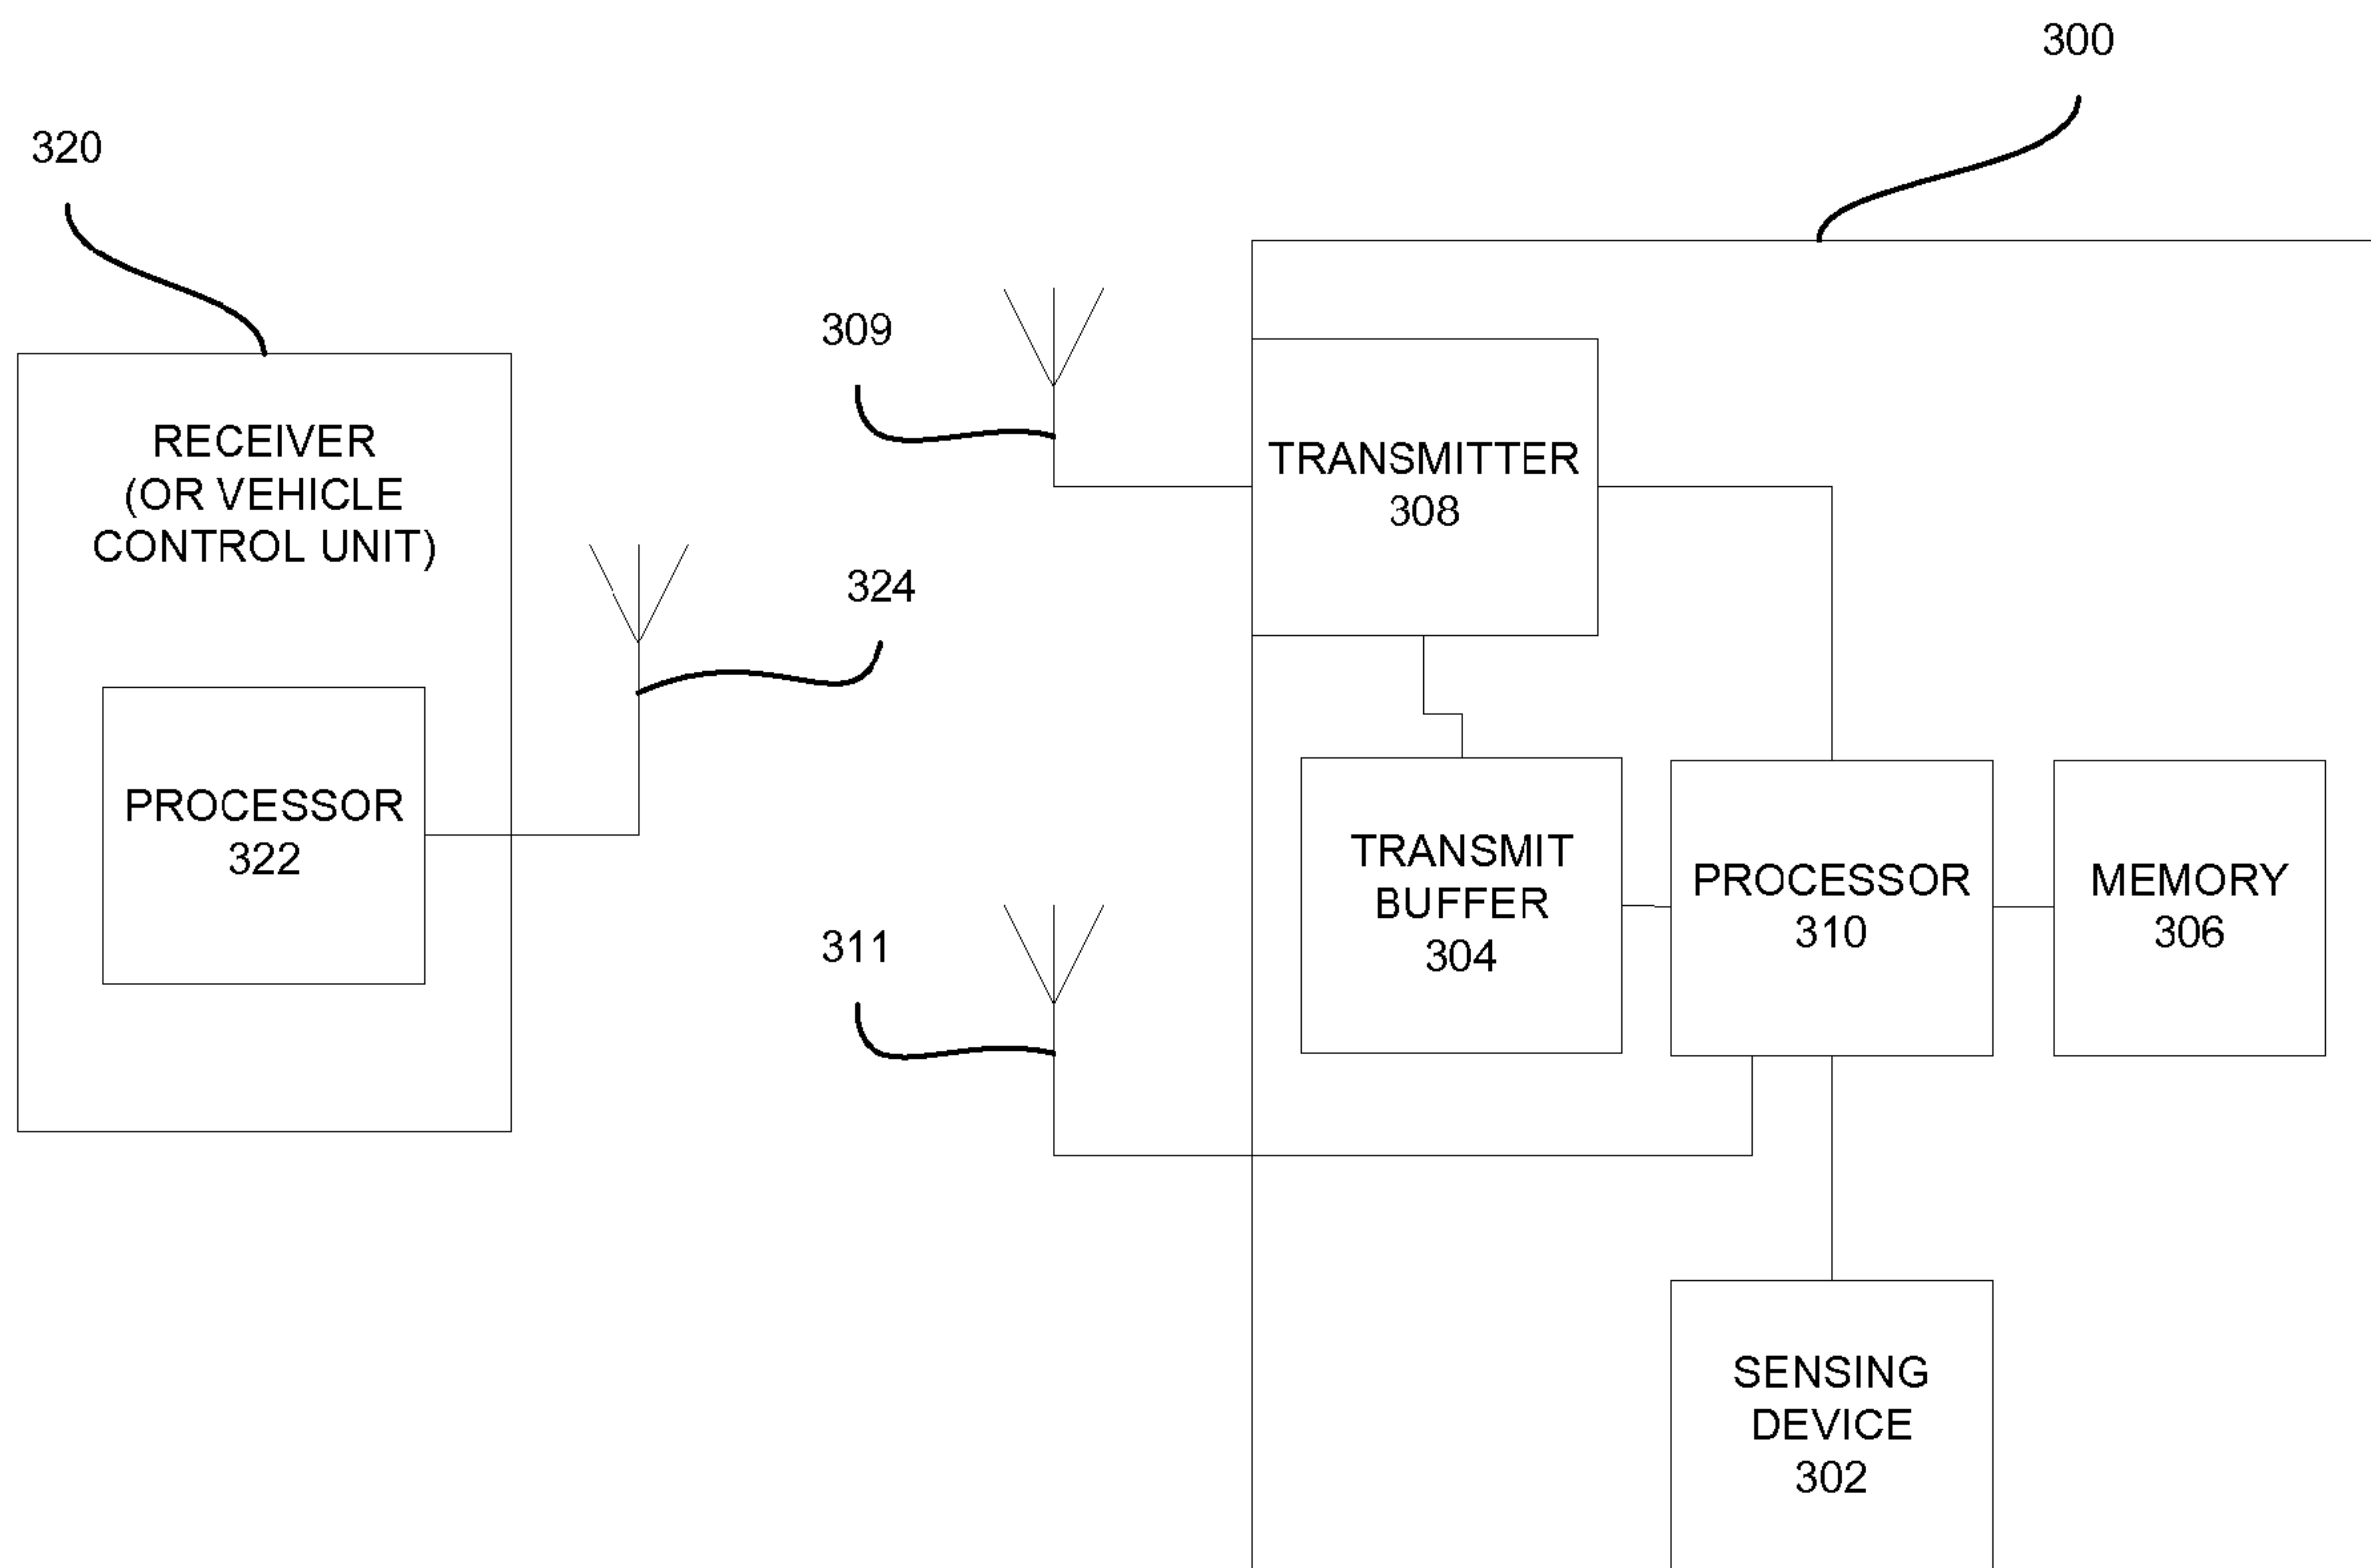 300
320
309
RECEIVER
(OR VEHICLE
CONTROL UNIT)
TRANSMITTER
308
324
PROCESSOR
322
TRANSMIT
BUFFER
304
PROCESSOR
310
MEMORY
306
311
SENSING
DEVICE
302